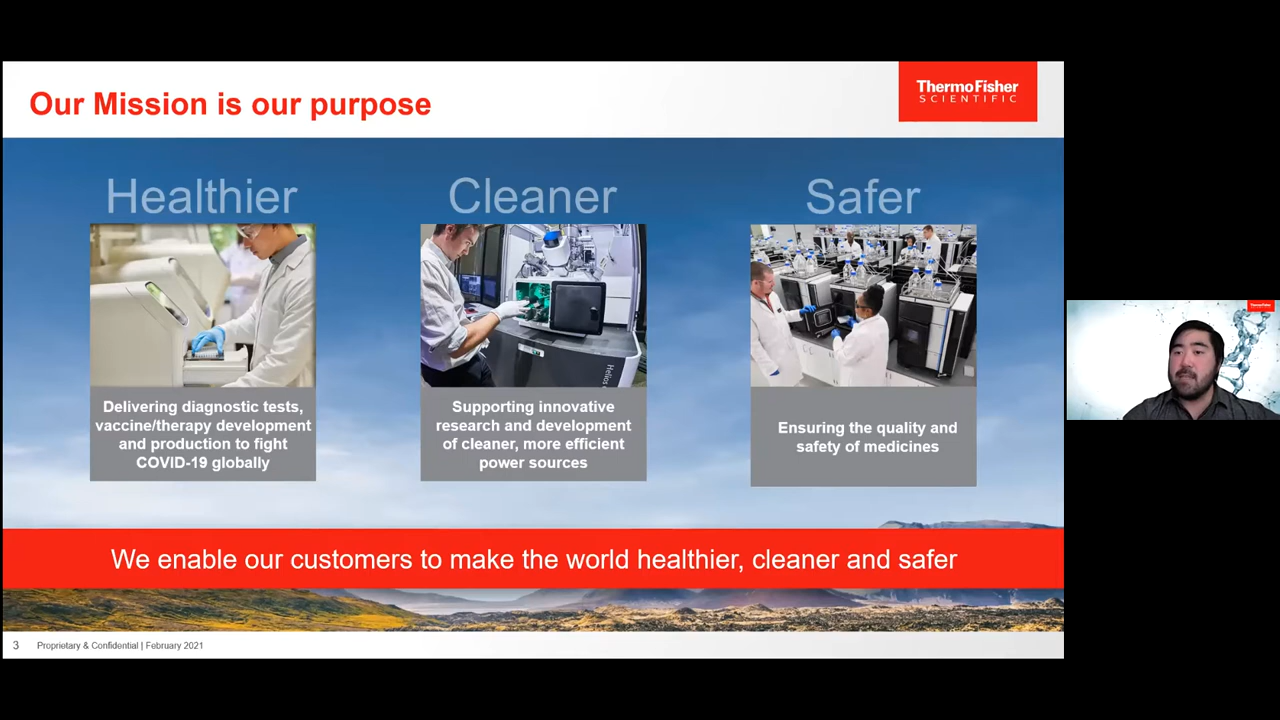 Our Mission is our purpose
ThermoFisher
SCIENTIFIC
Healthier
Cleaner
Safer
Delivering diagnostic tests,
vaccine/therapy development
and production to fight
COVID-19 globally
Helios
Supporting innovative
research and development
of cleaner, more efficient
power sources
Ensuring the quality and
safety of medicines
We enable our customers to make the world healthier, cleaner and safer
3 Proprietary & Confidential | February 2021